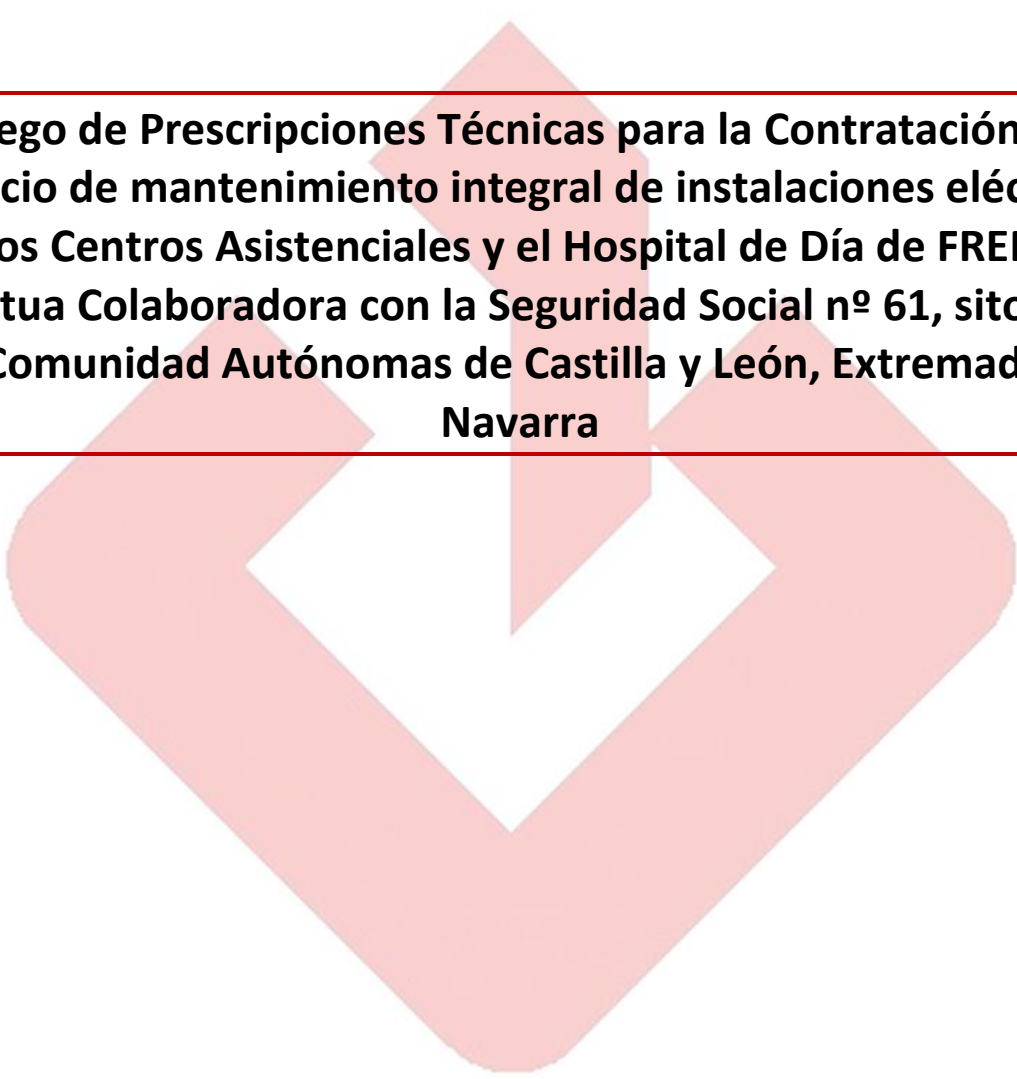 ego de Prescripciones Técnicas para la Contratación
cio de mantenimiento integral de instalaciones eléc
os Centros Asistenciales y el Hospital de Día de FRE
tua Colaboradora con la Seguridad Social nº 61, sito
Comunidad Autónomas de Castilla y León, Extremad
Navarra